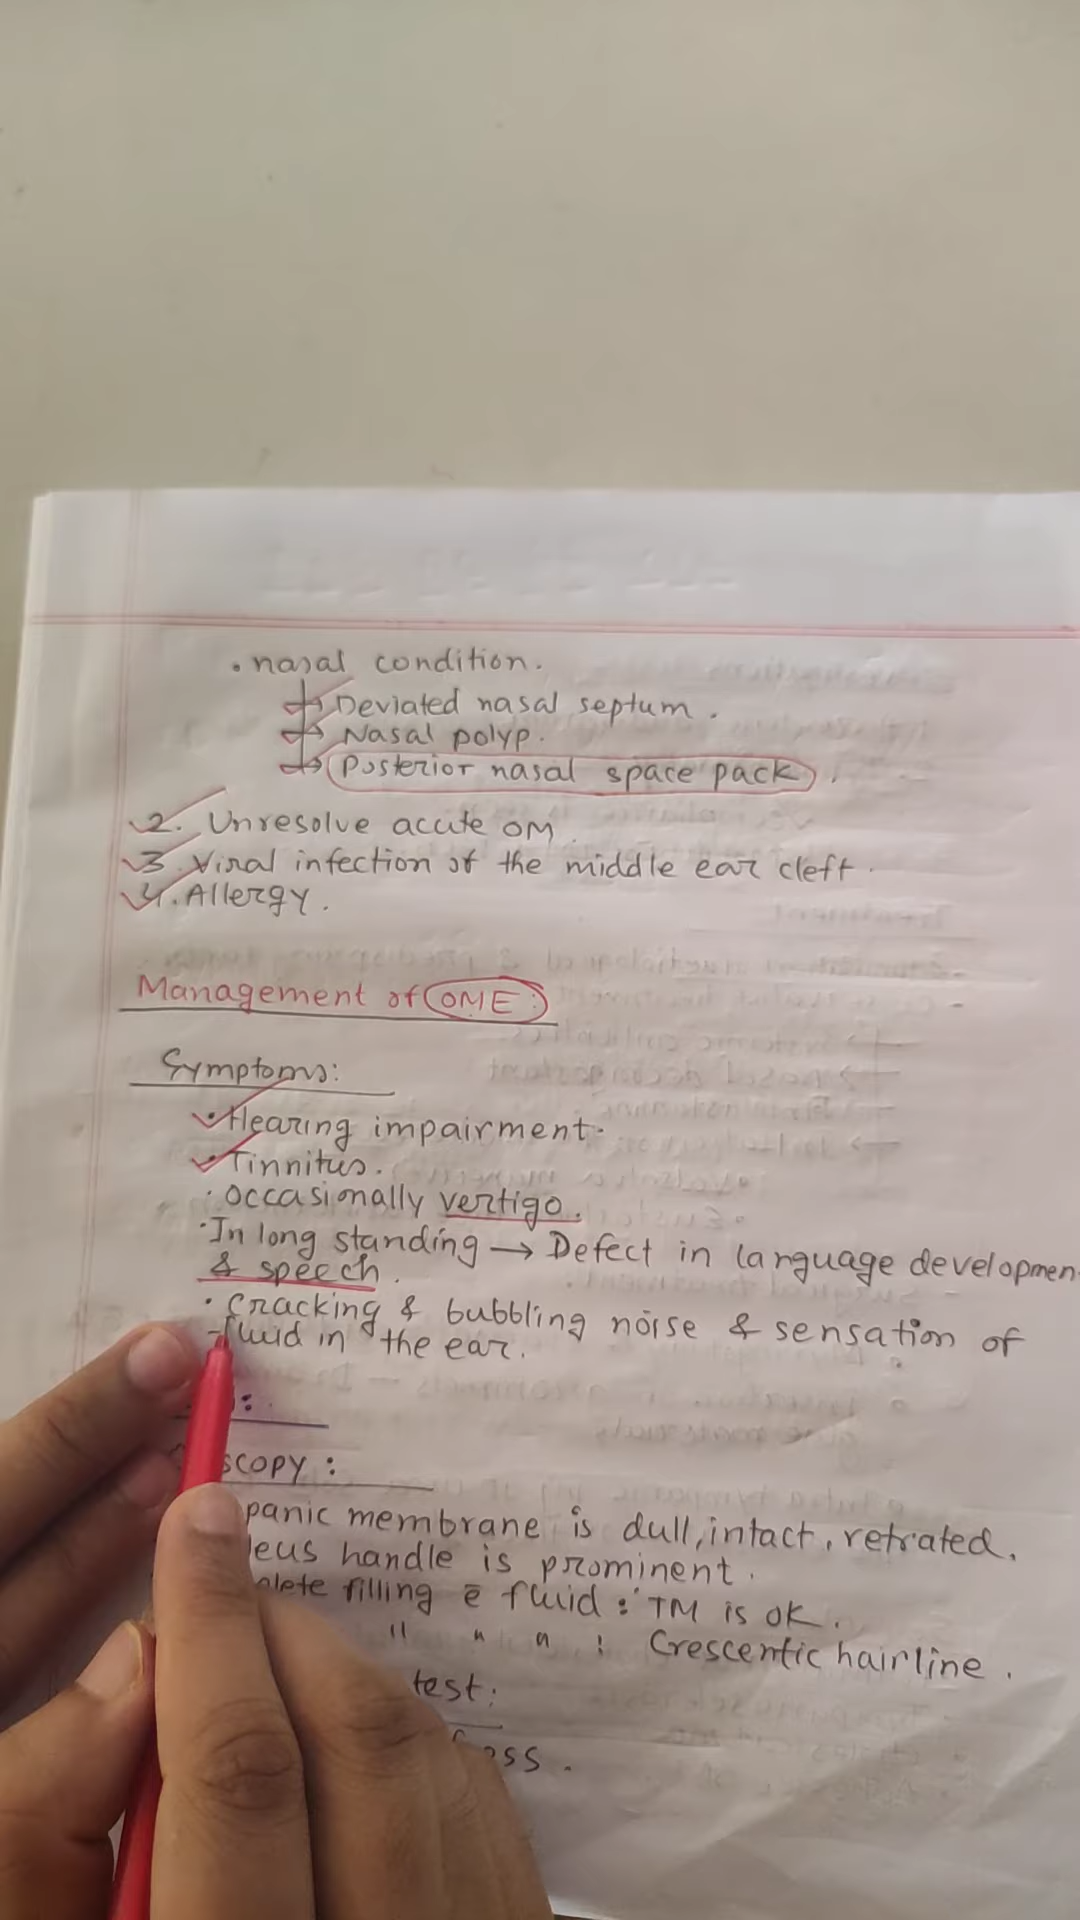 • nasal condition.
→ Deviated nasal septum.
→ Nasal polyp.
→ Posterior nasal space pack.
2. Unresolve acute OM
3. Viral infection of the middle ear cleft.
4. Allergy.
Management of OME:
Symptoms:
• Hearing impairment.
• Tinnitus.
• Occasionally vertigo.
• In long standing → Defect in language developmen
& speech.
• Cracking & bubbling noise & sensation of
fluid in the ear.
:
scopy:
panic membrane is dull, intact, retrated.
leus handle is prominent.
plete filling ē fluid: TM is OK.
" " " : Crescentic hairline.
test:
oss.